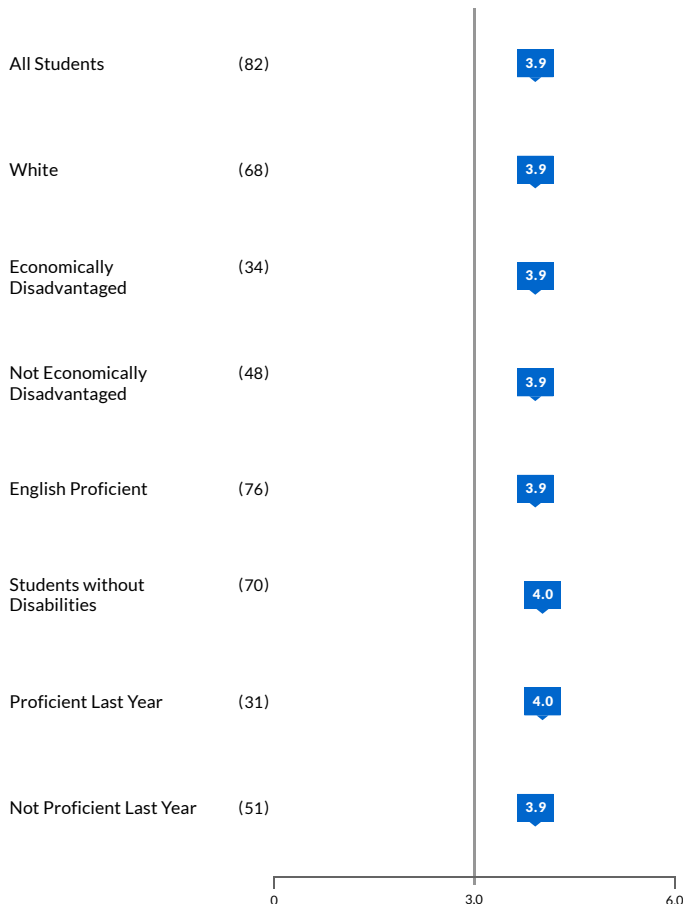 All Students (82) 3.9
White (68) 3.9
Economically (34) 3.9
Disadvantaged
Not Economically (48) 3.9
Disadvantaged
English Proficient (76) 3.9
Students without (70) 4.0
Disabilities
Proficient Last Year (31) 4.0
Not Proficient Last Year (51) 3.9
0 3.0 6.0